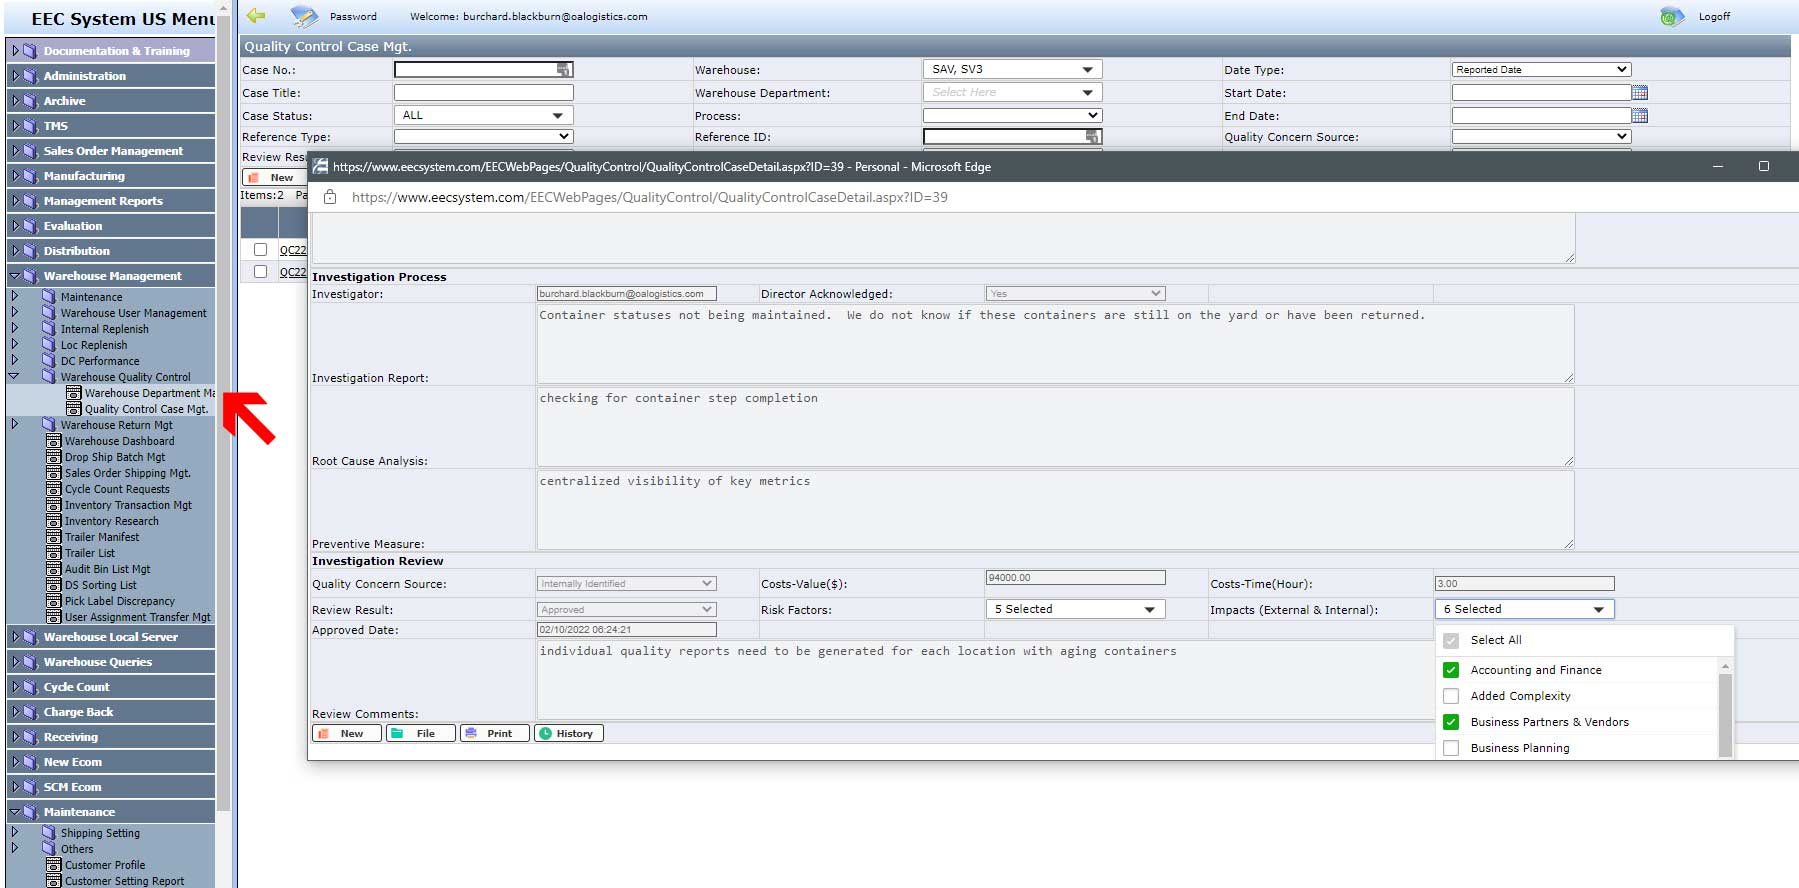 EEC System US Menu
Documentation & Training
Administration
Archive
TMS
Sales Order Management
Manufacturing
Management Reports
Evaluation
Distribution
Warehouse Management
Maintenance
Warehouse User Management
Internal Replenish
Loc Replenish
DC Performance
Warehouse Quality Control
Warehouse Department Ma
Quality Control Case Mgt.
Warehouse Return Mgt
Warehouse Dashboard
Drop Ship Batch Mgt
Sales Order Shipping Mgt.
Cycle Count Requests
Inventory Transaction Mgt
Inventory Research
Trailer Manifest
Trailer List
Audit Bin List Mgt
DS Sorting List
Pick Label Discrepancy
User Assignment Transfer Mgt
Warehouse Local Server
Warehouse Queries
Cycle Count
Charge Back
Receiving
New Ecom
SCM Ecom
Maintenance
Shipping Setting
Others
Customer Profile
Customer Setting Report
Password Welcome: burchard.blackburn@oalogistics.com Logoff
Quality Control Case Mgt.
Case No.: Warehouse: SAV, SV3 Date Type: Reported Date
Case Title: Warehouse Department: Select Here Start Date:
Case Status: ALL Process: End Date:
Reference Type: Reference ID: Quality Concern Source:
Review Resu
New
Items:2 Pa
QC22
QC22
https://www.eecsystem.com/EECWebPages/QualityControl/QualityControlCaseDetail.aspx?ID=39 - Personal - Microsoft Edge
https://www.eecsystem.com/EECWebPages/QualityControl/QualityControlCaseDetail.aspx?ID=39
Investigation Process
Investigator: burchard.blackburn@oalogistics.com Director Acknowledged: Yes
Container statuses not being maintained. We do not know if these containers are still on the yard or have been returned.
Investigation Report:
checking for container step completion
Root Cause Analysis:
centralized visibility of key metrics
Preventive Measure:
Investigation Review
Quality Concern Source: Internally Identified Costs-Value($): 94000.00 Costs-Time(Hour): 3.00
Review Result: Approved Risk Factors: 5 Selected Impacts (External & Internal): 6 Selected
Approved Date: 02/10/2022 06:24:21
individual quality reports need to be generated for each location with aging containers
Review Comments:
Select All
Accounting and Finance
Added Complexity
Business Partners & Vendors
Business Planning
New File Print History